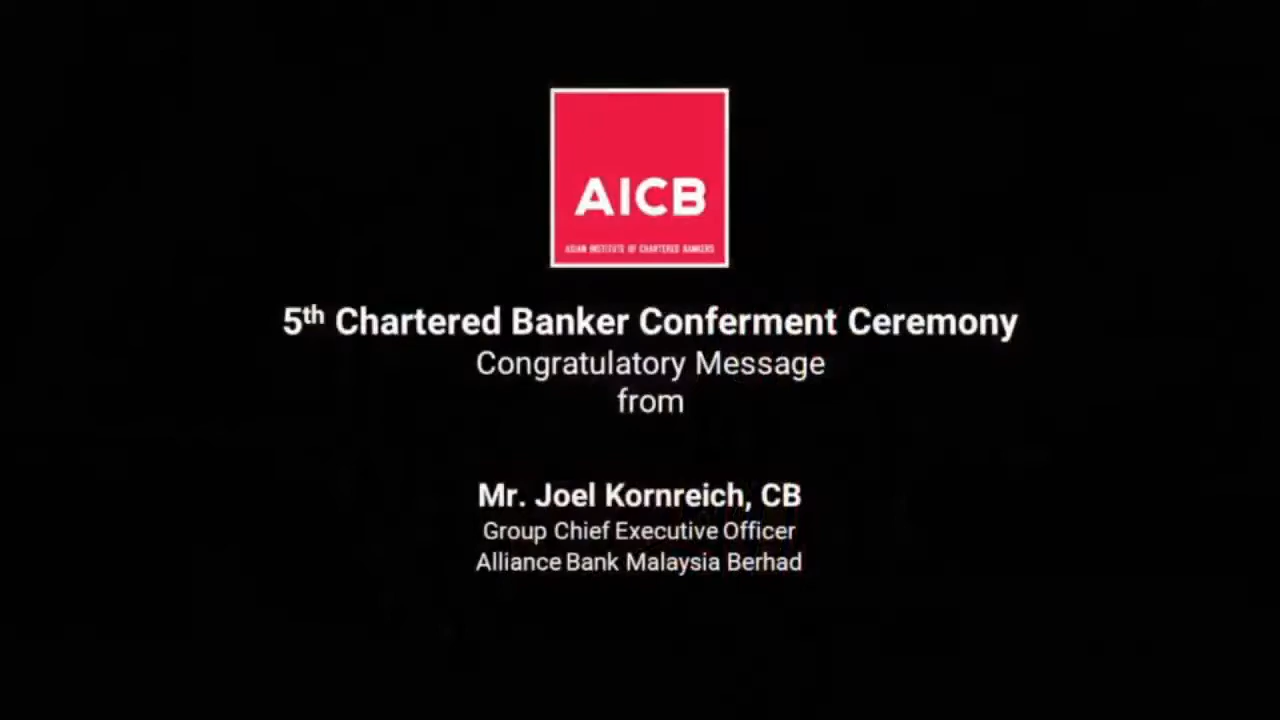 AICB
ASIAN INSTITUTE OF CHARTERED BANKERS
5th Chartered Banker Conferment Ceremony
Congratulatory Message
from
Mr. Joel Kornreich, CB
Group Chief Executive Officer
Alliance Bank Malaysia Berhad